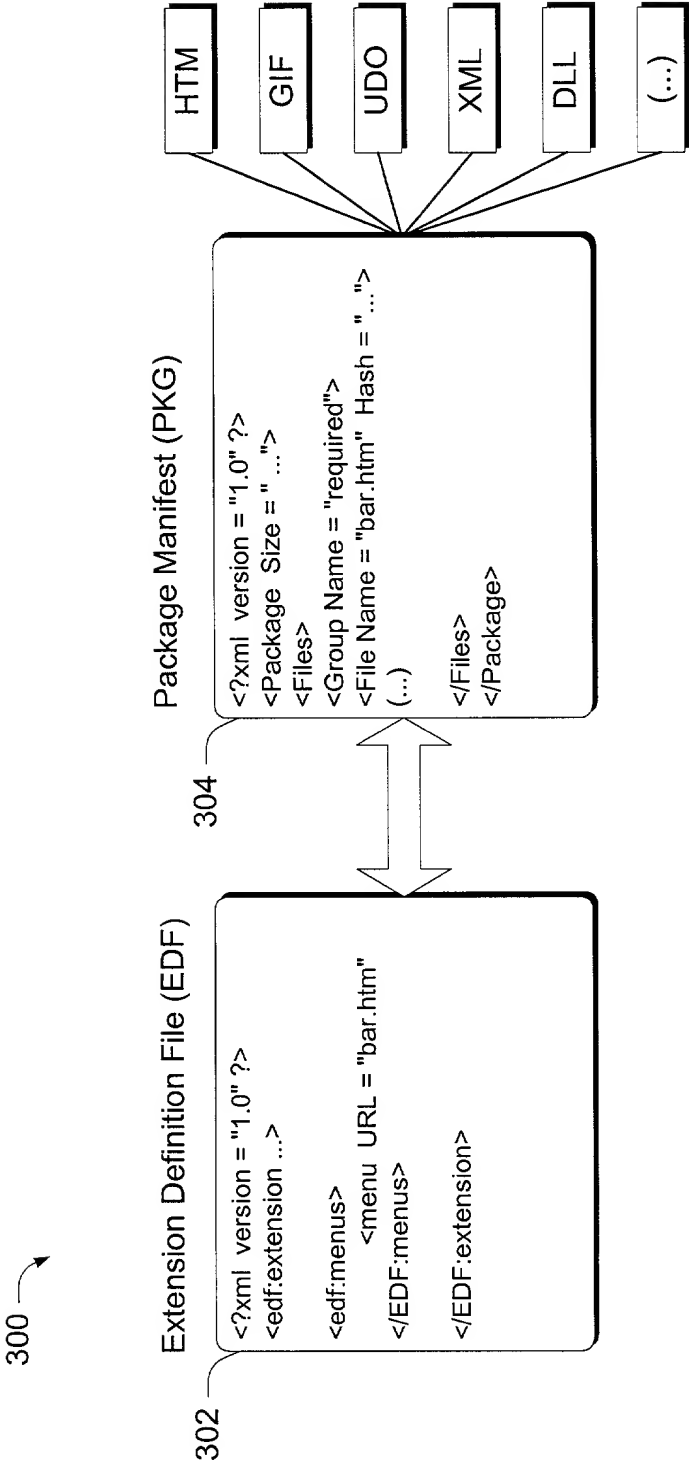 300
Extension Definition File (EDF)
302
<?xml version = "1.0" ?>
<edf:extension ...>
<edf:menus>
<menu URL = "bar.htm"
</EDF:menus>
</EDF:extension>
Package Manifest (PKG)
304
<?xml version = "1.0" ?>
<Package Size = " ...">
<Files>
<Group Name = "required">
<File Name = "bar.htm" Hash = "...">
(...)
</Files>
</Package>
HTM
GIF
UDO
XML
DLL
(...)